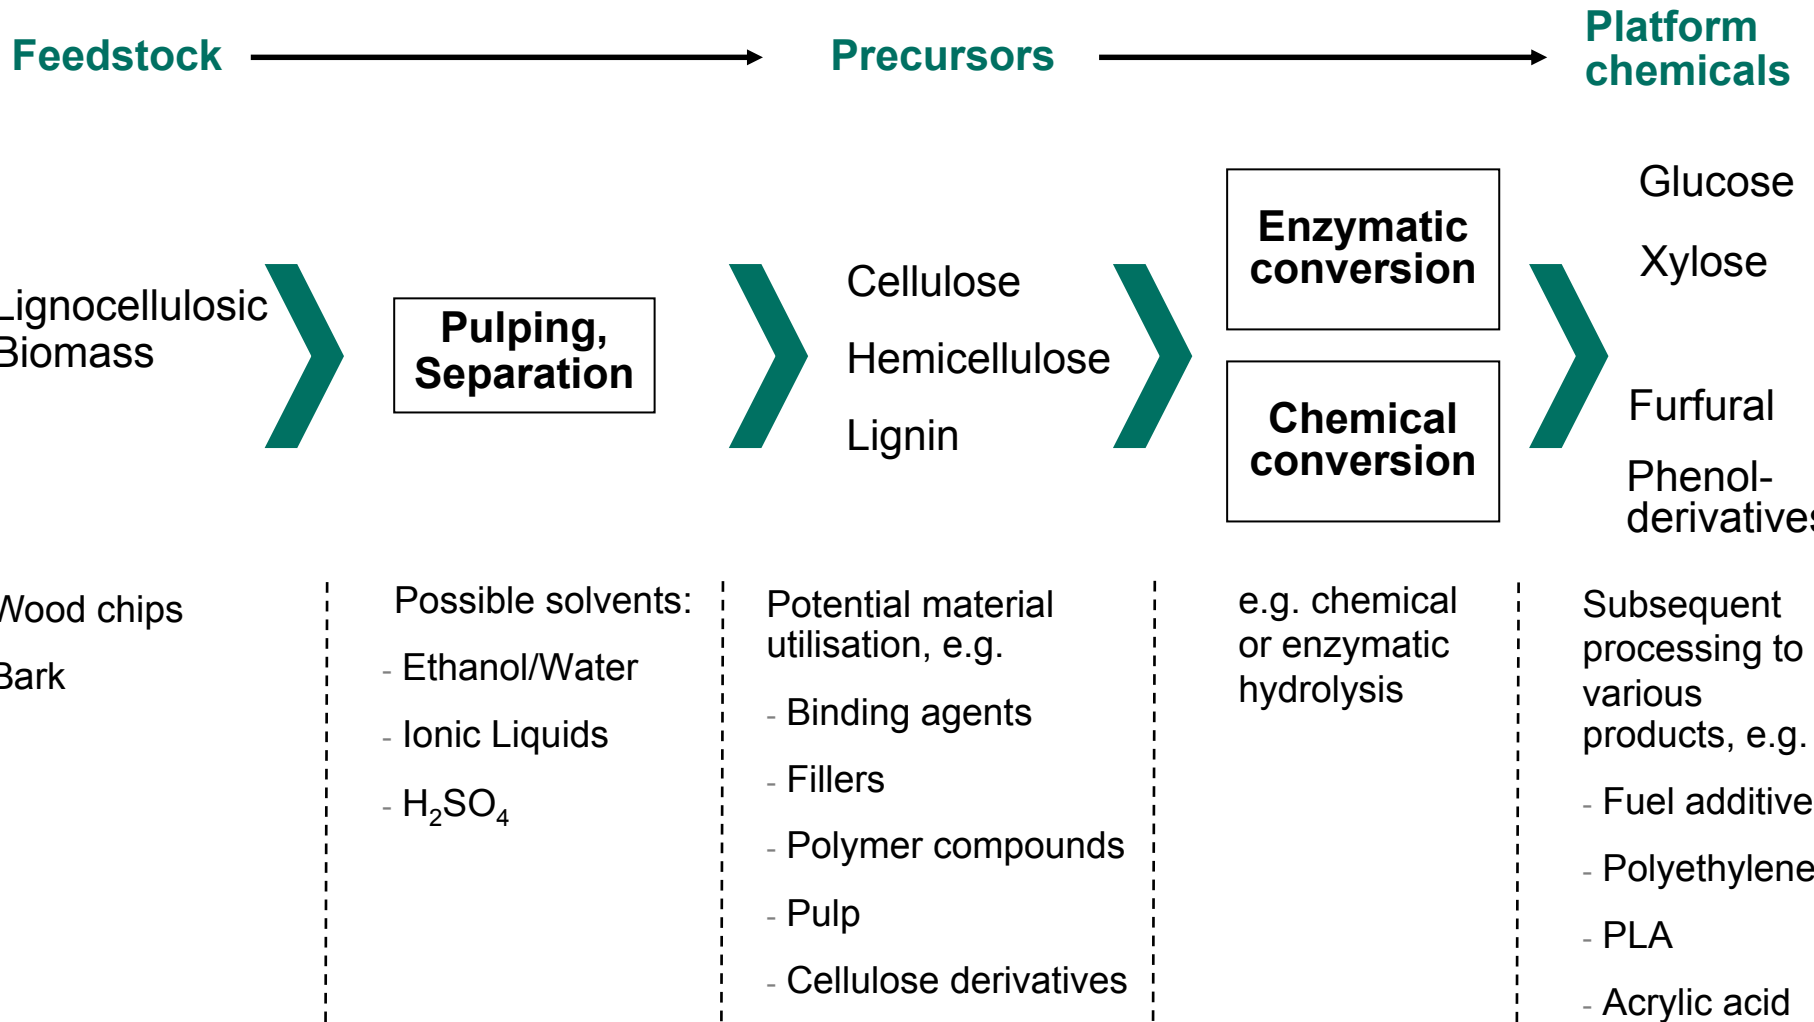 Feedstock
Precursors
Platform
chemicals
Lignocellulosic
Biomass
Pulping,
Separation
Cellulose
Hemicellulose
Lignin
Enzymatic
conversion
Chemical
conversion
Glucose
Xylose
Furfural
Phenol-
derivatives
Wood chips
Bark
Possible solvents:
- Ethanol/Water
- Ionic Liquids
- H₂SO₄
Potential material
utilisation, e.g.
- Binding agents
- Fillers
- Polymer compounds
- Pulp
- Cellulose derivatives
e.g. chemical
or enzymatic
hydrolysis
Subsequent
processing to
various
products, e.g.
- Fuel additive
- Polyethylene
- PLA
- Acrylic acid